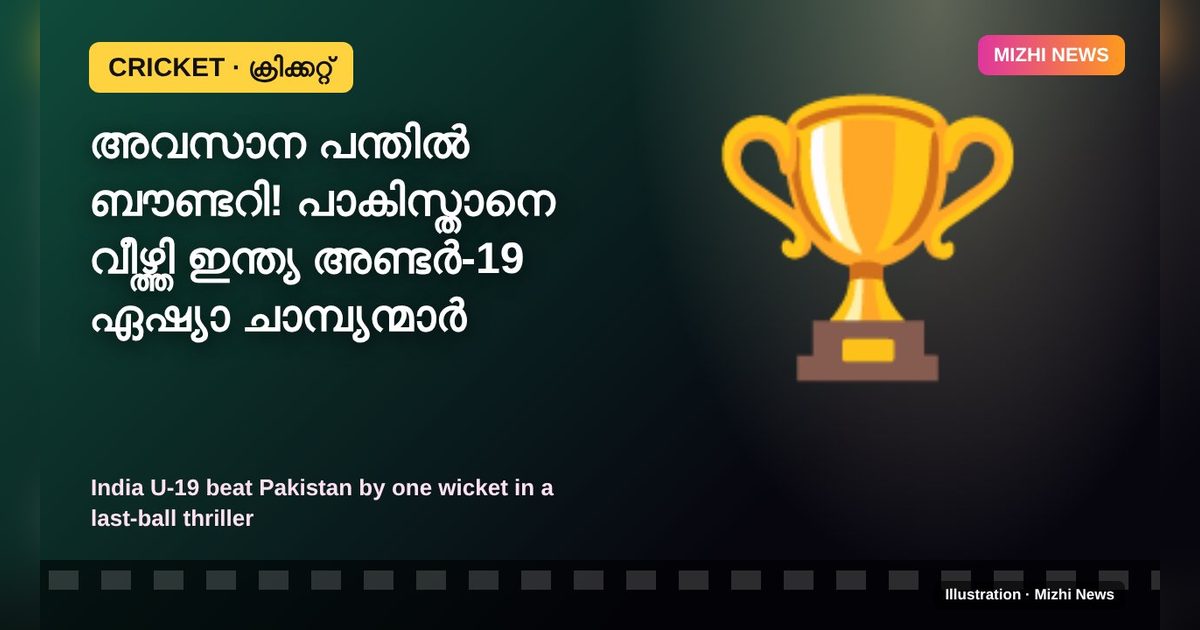 CRICKET · ക്രിക്കറ്റ്
MIZHI NEWS
അവസാന പന്തിൽ
ബൗണ്ടറി! പാകിസ്താനെ
വീഴ്ത്തി ഇന്ത്യ അണ്ടർ-19
ഏഷ്യാ ചാമ്പ്യന്മാർ
India U-19 beat Pakistan by one wicket in a
last-ball thriller
Illustration · Mizhi News